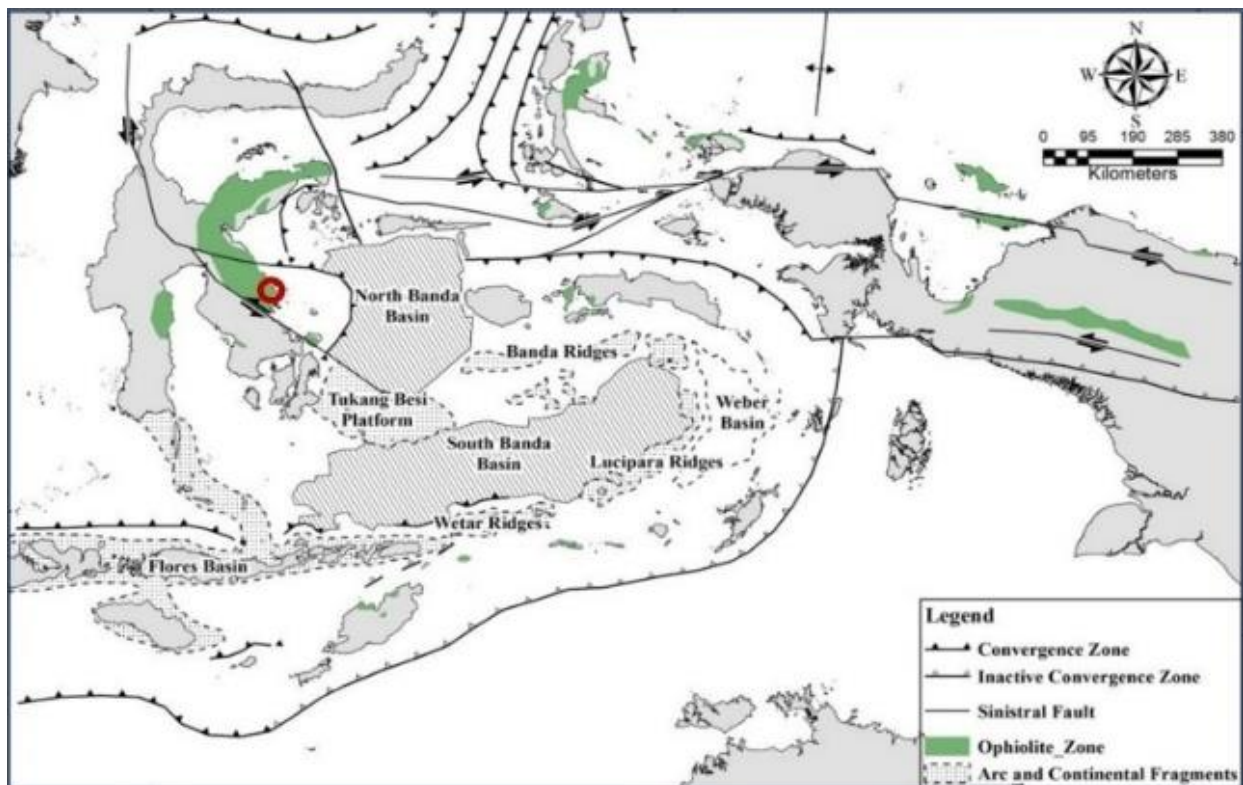 N
W E
S
0 95 190 285 380
Kilometers
North Banda
Basin
Banda Ridges
Tukang Besi
Platform
Weber
Basin
South Banda
Basin
Lucipara Ridges
Wetar Ridges
Flores Basin
Legend
Convergence Zone
Inactive Convergence Zone
Sinistral Fault
Ophiolite_Zone
Arc and Continental Fragments